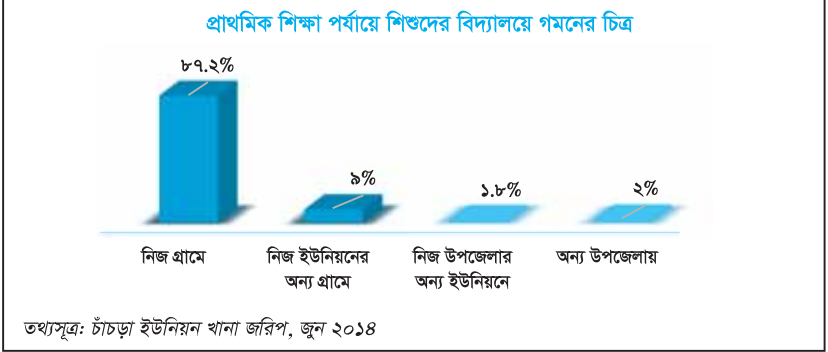 প্রাথমিক শিক্ষা পর্যায়ে শিশুদের বিদ্যালয়ে গমনের চিত্র
৮৭.২%
৯%
১.৮%
২%
নিজ গ্রামে
নিজ ইউনিয়নের
অন্য গ্রামে
নিজ উপজেলার
অন্য ইউনিয়নে
অন্য উপজেলায়
তথ্যসূত্র: চাঁচড়া ইউনিয়ন খানা জরিপ, জুন ২০১৪